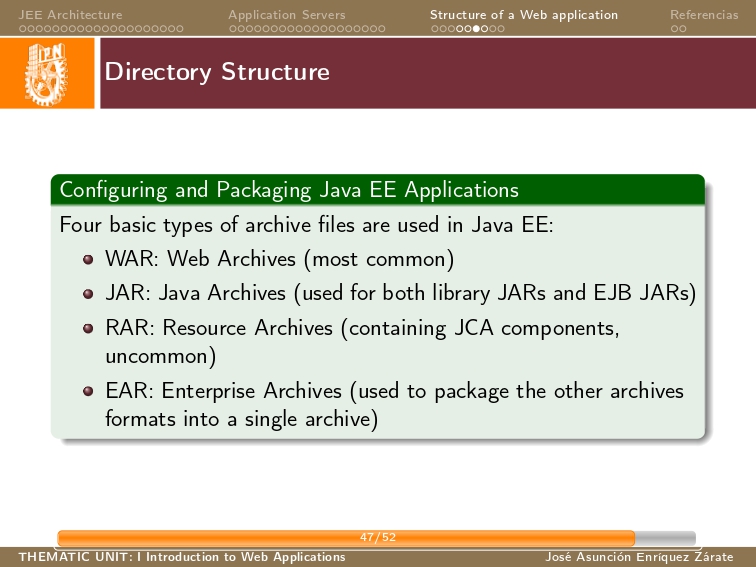 JEE Architecture Application Servers Structure of a Web application Referencias
IPN
Directory Structure
Configuring and Packaging Java EE Applications
Four basic types of archive files are used in Java EE:
WAR: Web Archives (most common)
JAR: Java Archives (used for both library JARs and EJB JARs)
RAR: Resource Archives (containing JCA components,
uncommon)
EAR: Enterprise Archives (used to package the other archives
formats into a single archive)
47/52
THEMATIC UNIT: I Introduction to Web Applications José Asunción Enríquez Zárate